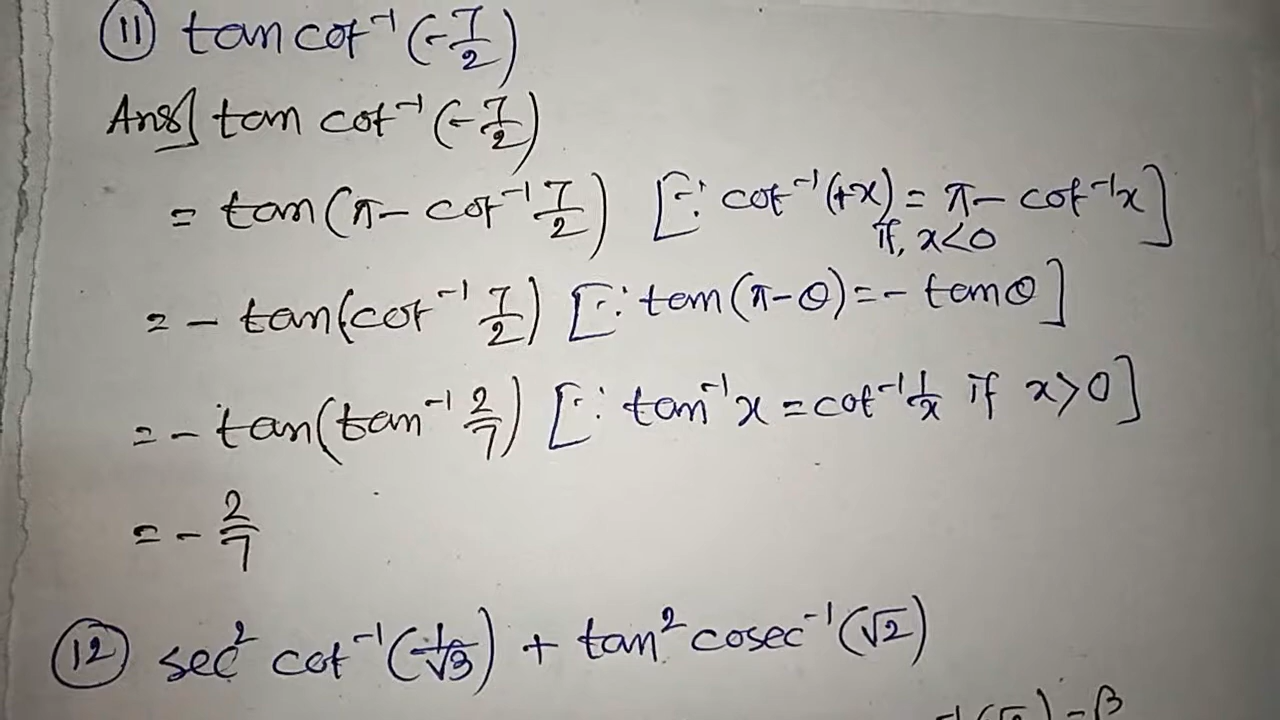 (11) tan cot⁻¹(-7/2)
Ans] tan cot⁻¹(-7/2)
= tan(π - cot⁻¹ 7/2) [∵ cot⁻¹(+x) = π - cot⁻¹x]
if, x<0
= - tan(cot⁻¹ 7/2) [∵ tan(π-θ) = - tanθ]
= - tan(tan⁻¹ 2/7) [∵ tan⁻¹x = cot⁻¹ 1/x if x>0]
= - 2/7
(12) sec² cot⁻¹(-1/√3) + tan² cosec⁻¹(√2)